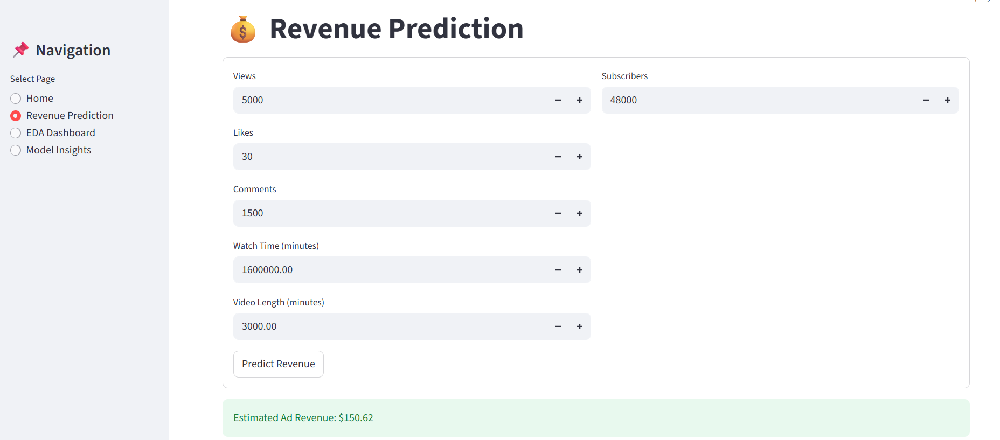 Navigation
Select Page
Home
Revenue Prediction
EDA Dashboard
Model Insights
Revenue Prediction
Views
5000
Subscribers
48000
Likes
30
Comments
1500
Watch Time (minutes)
1600000.00
Video Length (minutes)
3000.00
Predict Revenue
Estimated Ad Revenue: $150.62